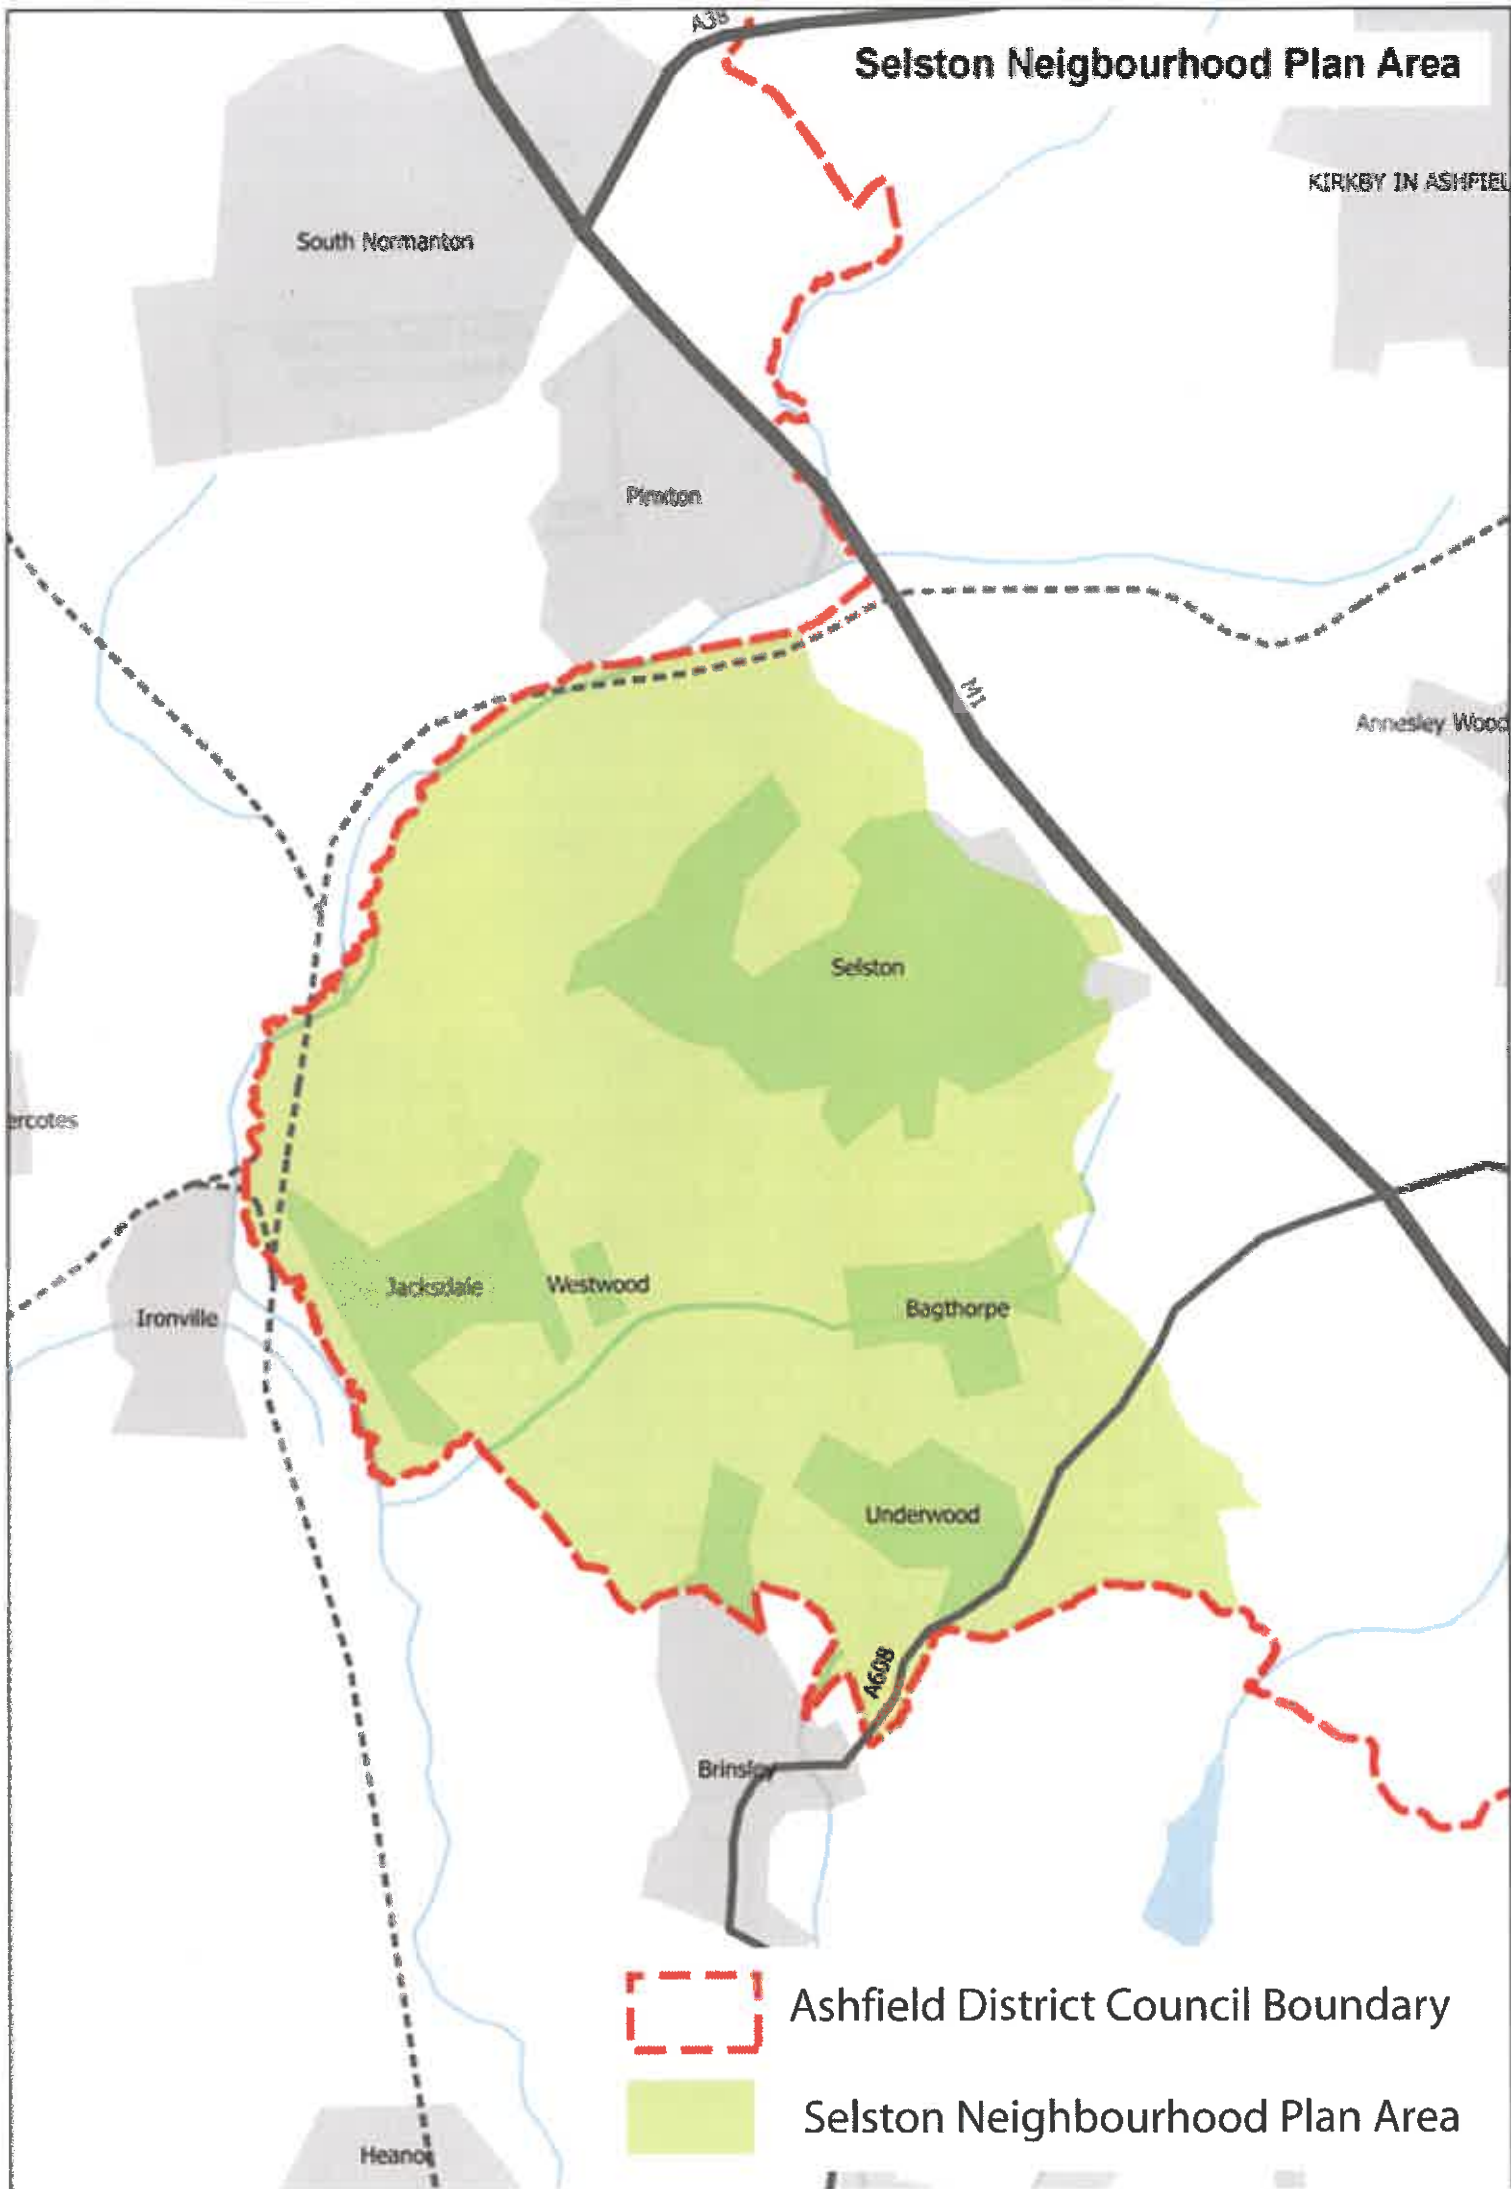 A38
Selston Neigbourhood Plan Area
KIRKBY IN ASHFIEL
South Normanton
Pinxton
M1
Annesley Wood
Selston
ercotes
Jacksdale
Westwood
Bagthorpe
Ironville
Underwood
A608
Brinsley
Ashfield District Council Boundary
Selston Neighbourhood Plan Area
Heanor